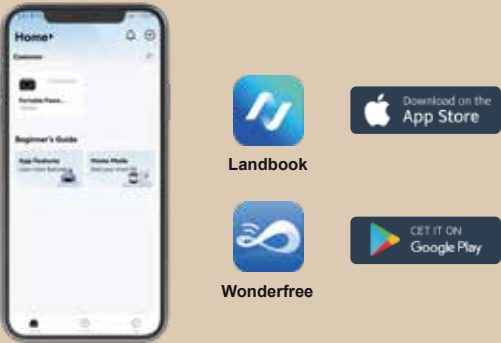 Home
Common
Portable Powe...
Beginner's Guide
App Features
Home Mode
Landbook
Download on the
App Store
Wonderfree
GET IT ON
Google Play